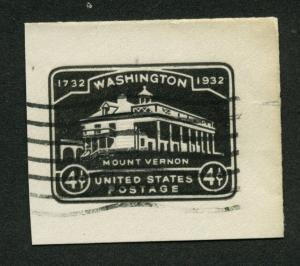 1732 WASHINGTON 1932
MOUNT VERNON
4 UNITED STATES 4
POSTAGE